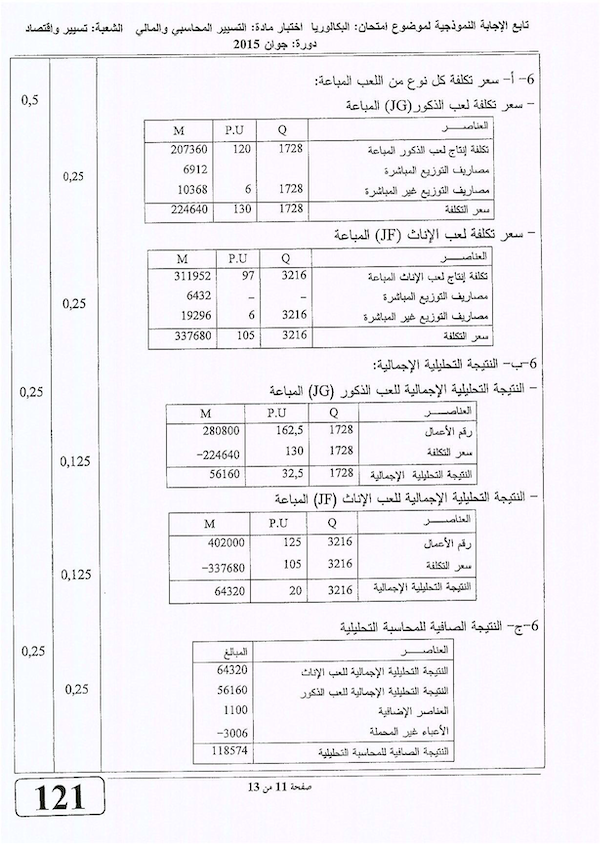 تابع الإجابة النموذجية لموضوع امتحان: البكالوريا اختبار مادة: التسيير المحاسبي والمالي الشعبة: تسيير واقتصاد
دورة: جوان 2015
6- أ- سعر تكلفة كل نوع من اللعب المباعة:
0,5
- سعر تكلفة لعب الذكور(JG) المباعة
العناصـــر Q P.U M
تكلفة إنتاج لعب الذكور المباعة 1728 120 207360
مصاريف التوزيع المباشرة 6912
0,25
مصاريف التوزيع غير المباشرة 1728 6 10368
سعر التكلفة 1728 130 224640
- سعر تكلفة لعب الإناث (JF) المباعة
العناصـــر Q P.U M
تكلفة إنتاج لعب الإناث المباعة 3216 97 311952
مصاريف التوزيع المباشرة – – 6432
0,25
مصاريف التوزيع غير المباشرة 3216 6 19296
سعر التكلفة 3216 105 337680
6-ب- النتيجة التحليلية الإجمالية:
0,25
- النتيجة التحليلية الإجمالية للعب الذكور (JG) المباعة
العناصـــر Q P.U M
رقم الأعمال 1728 162,5 280800
سعر التكلفة 1728 130 -224640
0,125
النتيجة التحليلية الإجمالية 1728 32,5 56160
- النتيجة التحليلية الإجمالية للعب الإناث (JF) المباعة
العناصـــر Q P.U M
رقم الأعمال 3216 125 402000
سعر التكلفة 3216 105 -337680
0,125
النتيجة التحليلية الإجمالية 3216 20 64320
6-ج- النتيجة الصافية للمحاسبة التحليلية
0,25
العناصـــر المبالغ
النتيجة التحليلية الإجمالية للعب الإناث 64320
النتيجة التحليلية الإجمالية للعب الذكور 56160
0,25
العناصر الإضافية 1100
الأعباء غير المحملة -3006
النتيجة الصافية للمحاسبة التحليلية 118574
صفحة 11 من 13
121